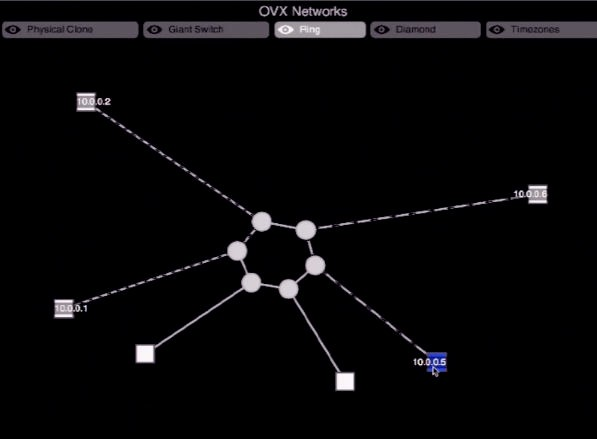 OVX Networks
Physical Clone
Giant Switch
Ring
Diamond
Timezones
10.0.0.2
10.0.0.6
10.0.0.1
10.0.0.5